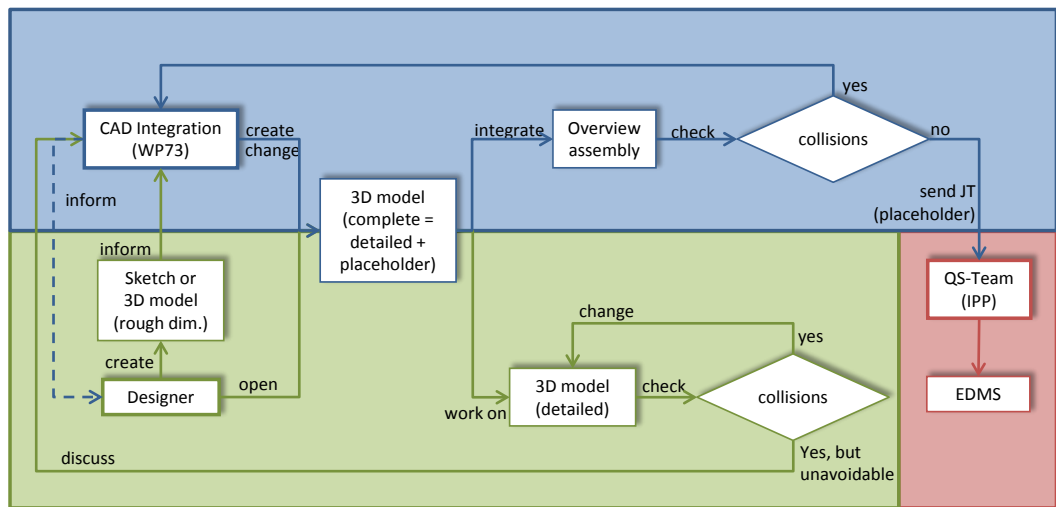 yes
CAD Integration
(WP73)
create
change
integrate
Overview
assembly
check
collisions
no
inform
3D model
(complete =
detailed +
placeholder)
send JT
(placeholder)
inform
Sketch or
3D model
(rough dim.)
QS-Team
(IPP)
change
yes
create
Designer
open
work on
3D model
(detailed)
check
collisions
EDMS
discuss
Yes, but
unavoidable